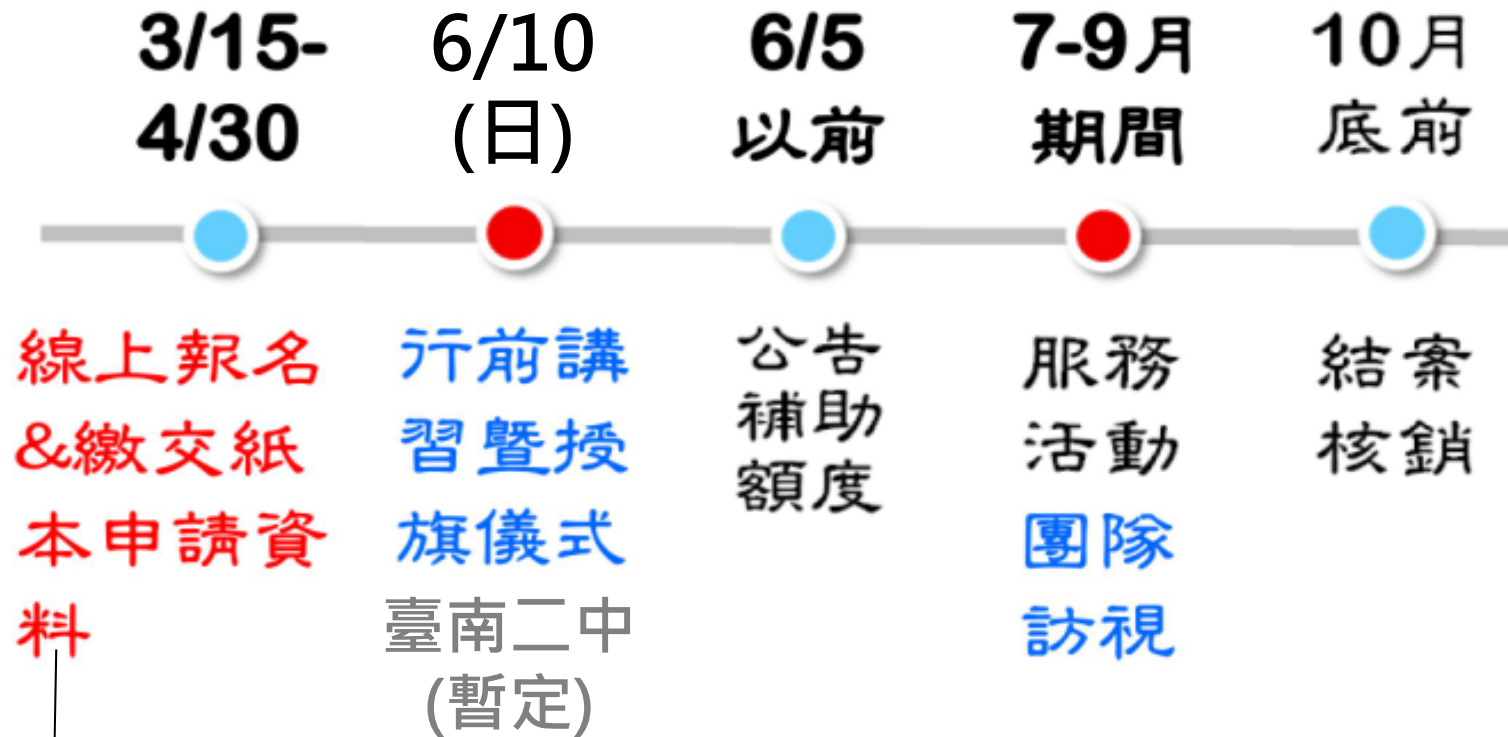 3/15-
4/30
線上報名
&繳交紙
本申請資
料
6/10
(日)
行前講
習暨授
旗儀式
臺南二中
(暫定)
6/5
以前
公告
補助
額度
7-9月
期間
服務
活動
團隊
訪視
10月
底前
結案
核銷